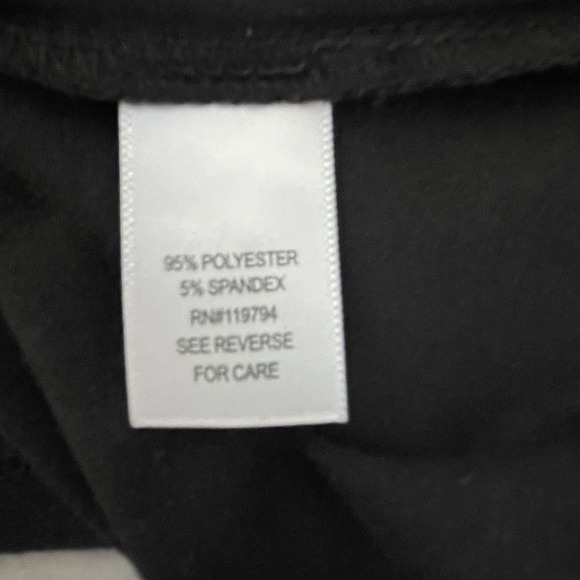 95% POLYESTER
5% SPANDEX
RN#119794
SEE REVERSE
FOR CARE